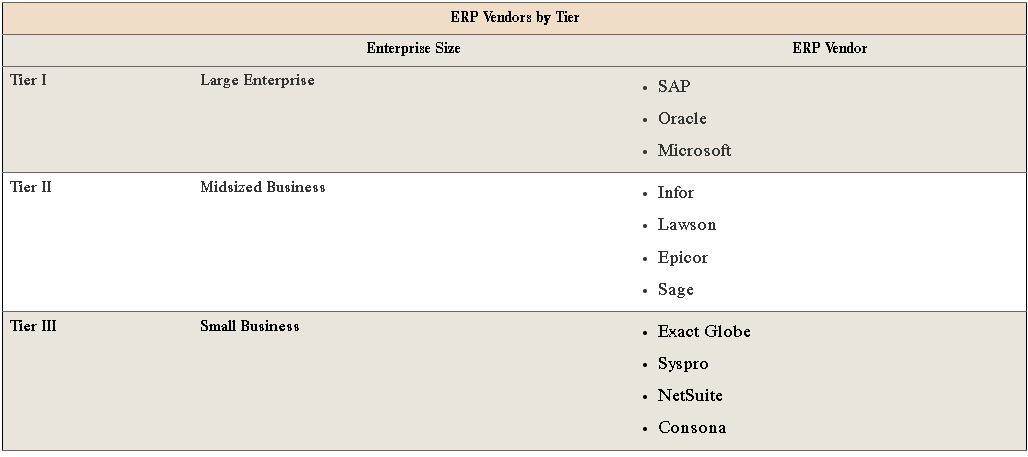 ERP Vendors by Tier
Enterprise Size ERP Vendor
Tier I Large Enterprise
• SAP
• Oracle
• Microsoft
Tier II Midsized Business
• Infor
• Lawson
• Epicor
• Sage
Tier III Small Business
• Exact Globe
• Syspro
• NetSuite
• Consona